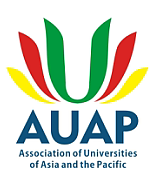 AUAP
Association of Universities
of Asia and the Pacific